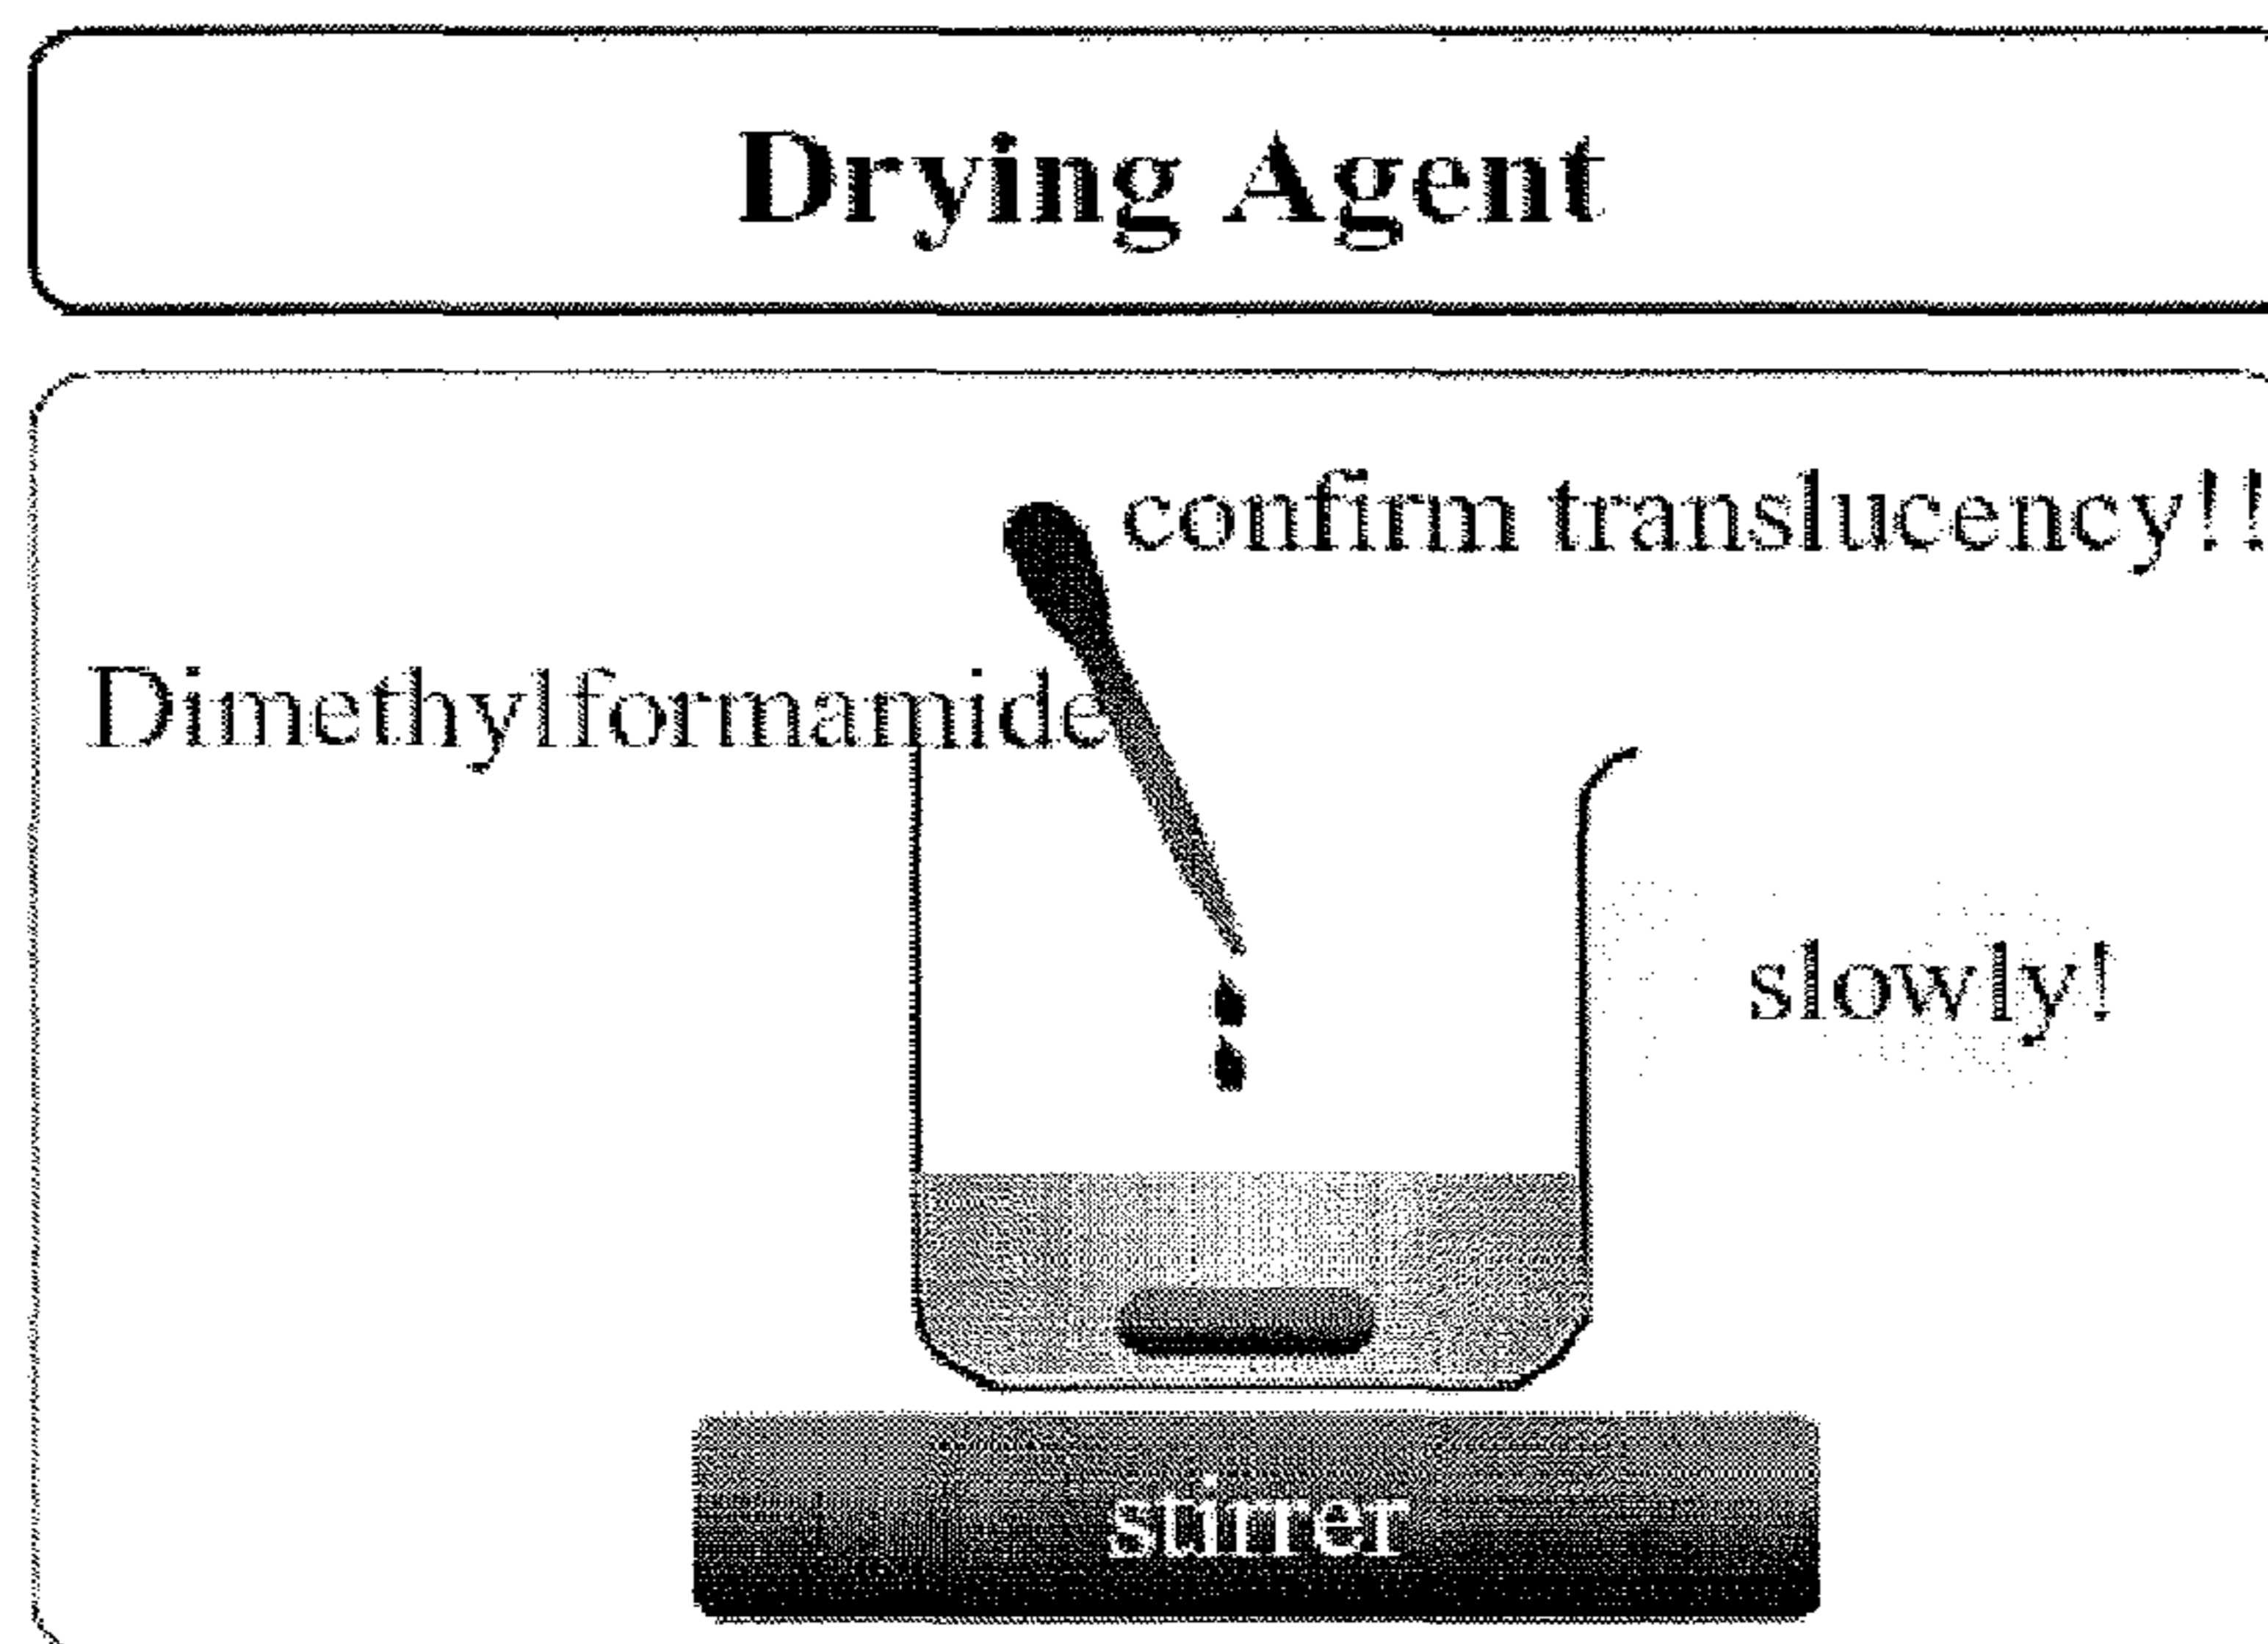 Drying Agent
confirm translucency!!
Dimethylformamide
slowly!
stirrer